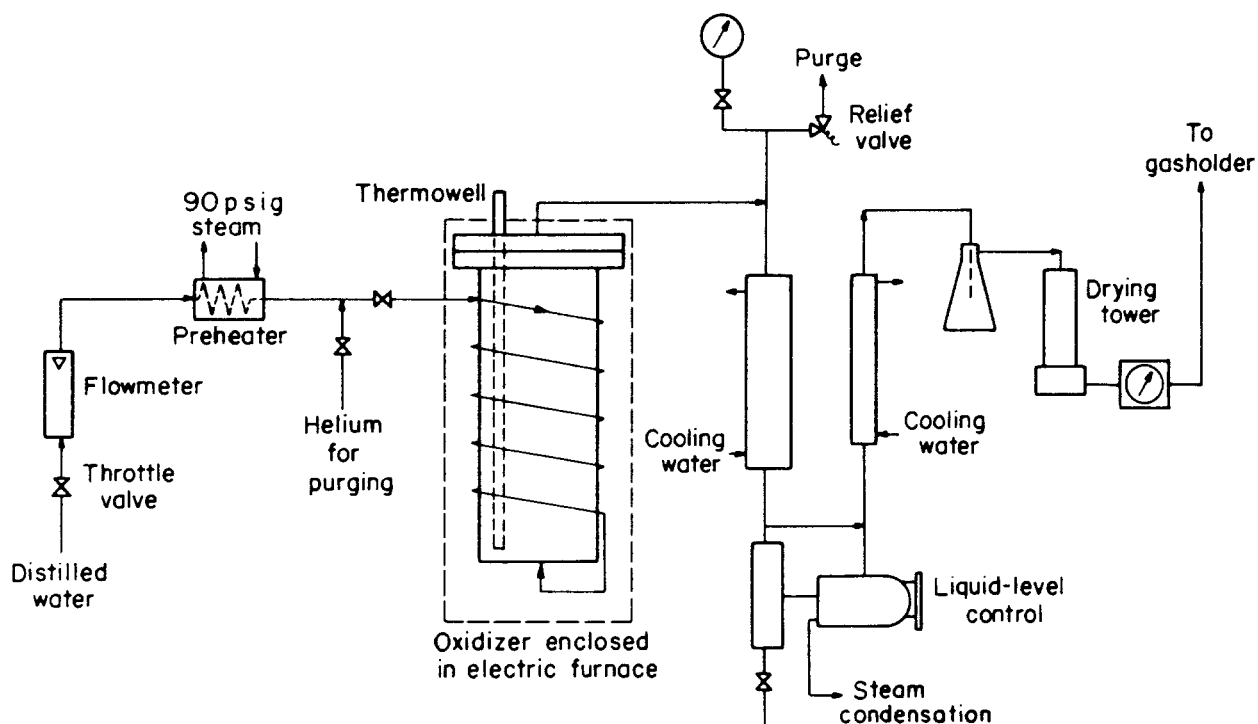 Purge
Relief
valve
To
gasholder
Thermowell
90 psig
steam
Preheater
Flowmeter
Throttle
valve
Distilled
water
Helium
for
purging
Oxidizer enclosed
in electric furnace
Cooling
water
Cooling
water
Drying
tower
Liquid-level
control
Steam
condensation